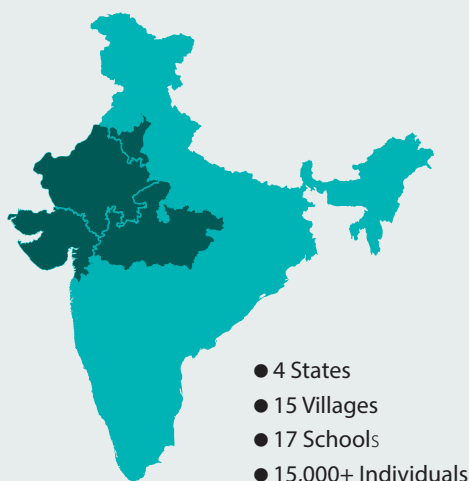 ● 4 States
● 15 Villages
● 17 Schools
● 15,000+ Individuals